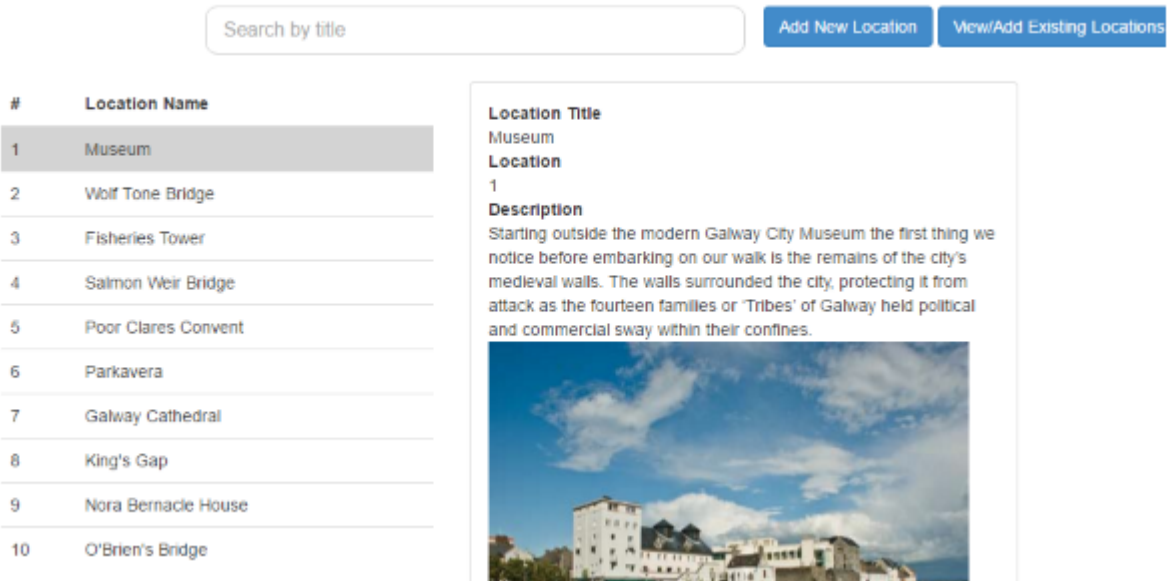 Search by title
Add New Location
View/Add Existing Locations
# Location Name
1 Museum
2 Wolf Tone Bridge
3 Fisheries Tower
4 Salmon Weir Bridge
5 Poor Clares Convent
6 Parkavera
7 Galway Cathedral
8 King's Gap
9 Nora Bernacle House
10 O'Brien's Bridge
Location Title
Museum
Location
1
Description
Starting outside the modern Galway City Museum the first thing we
notice before embarking on our walk is the remains of the city's
medieval walls. The walls surrounded the city, protecting it from
attack as the fourteen families or 'Tribes' of Galway held political
and commercial sway within their confines.